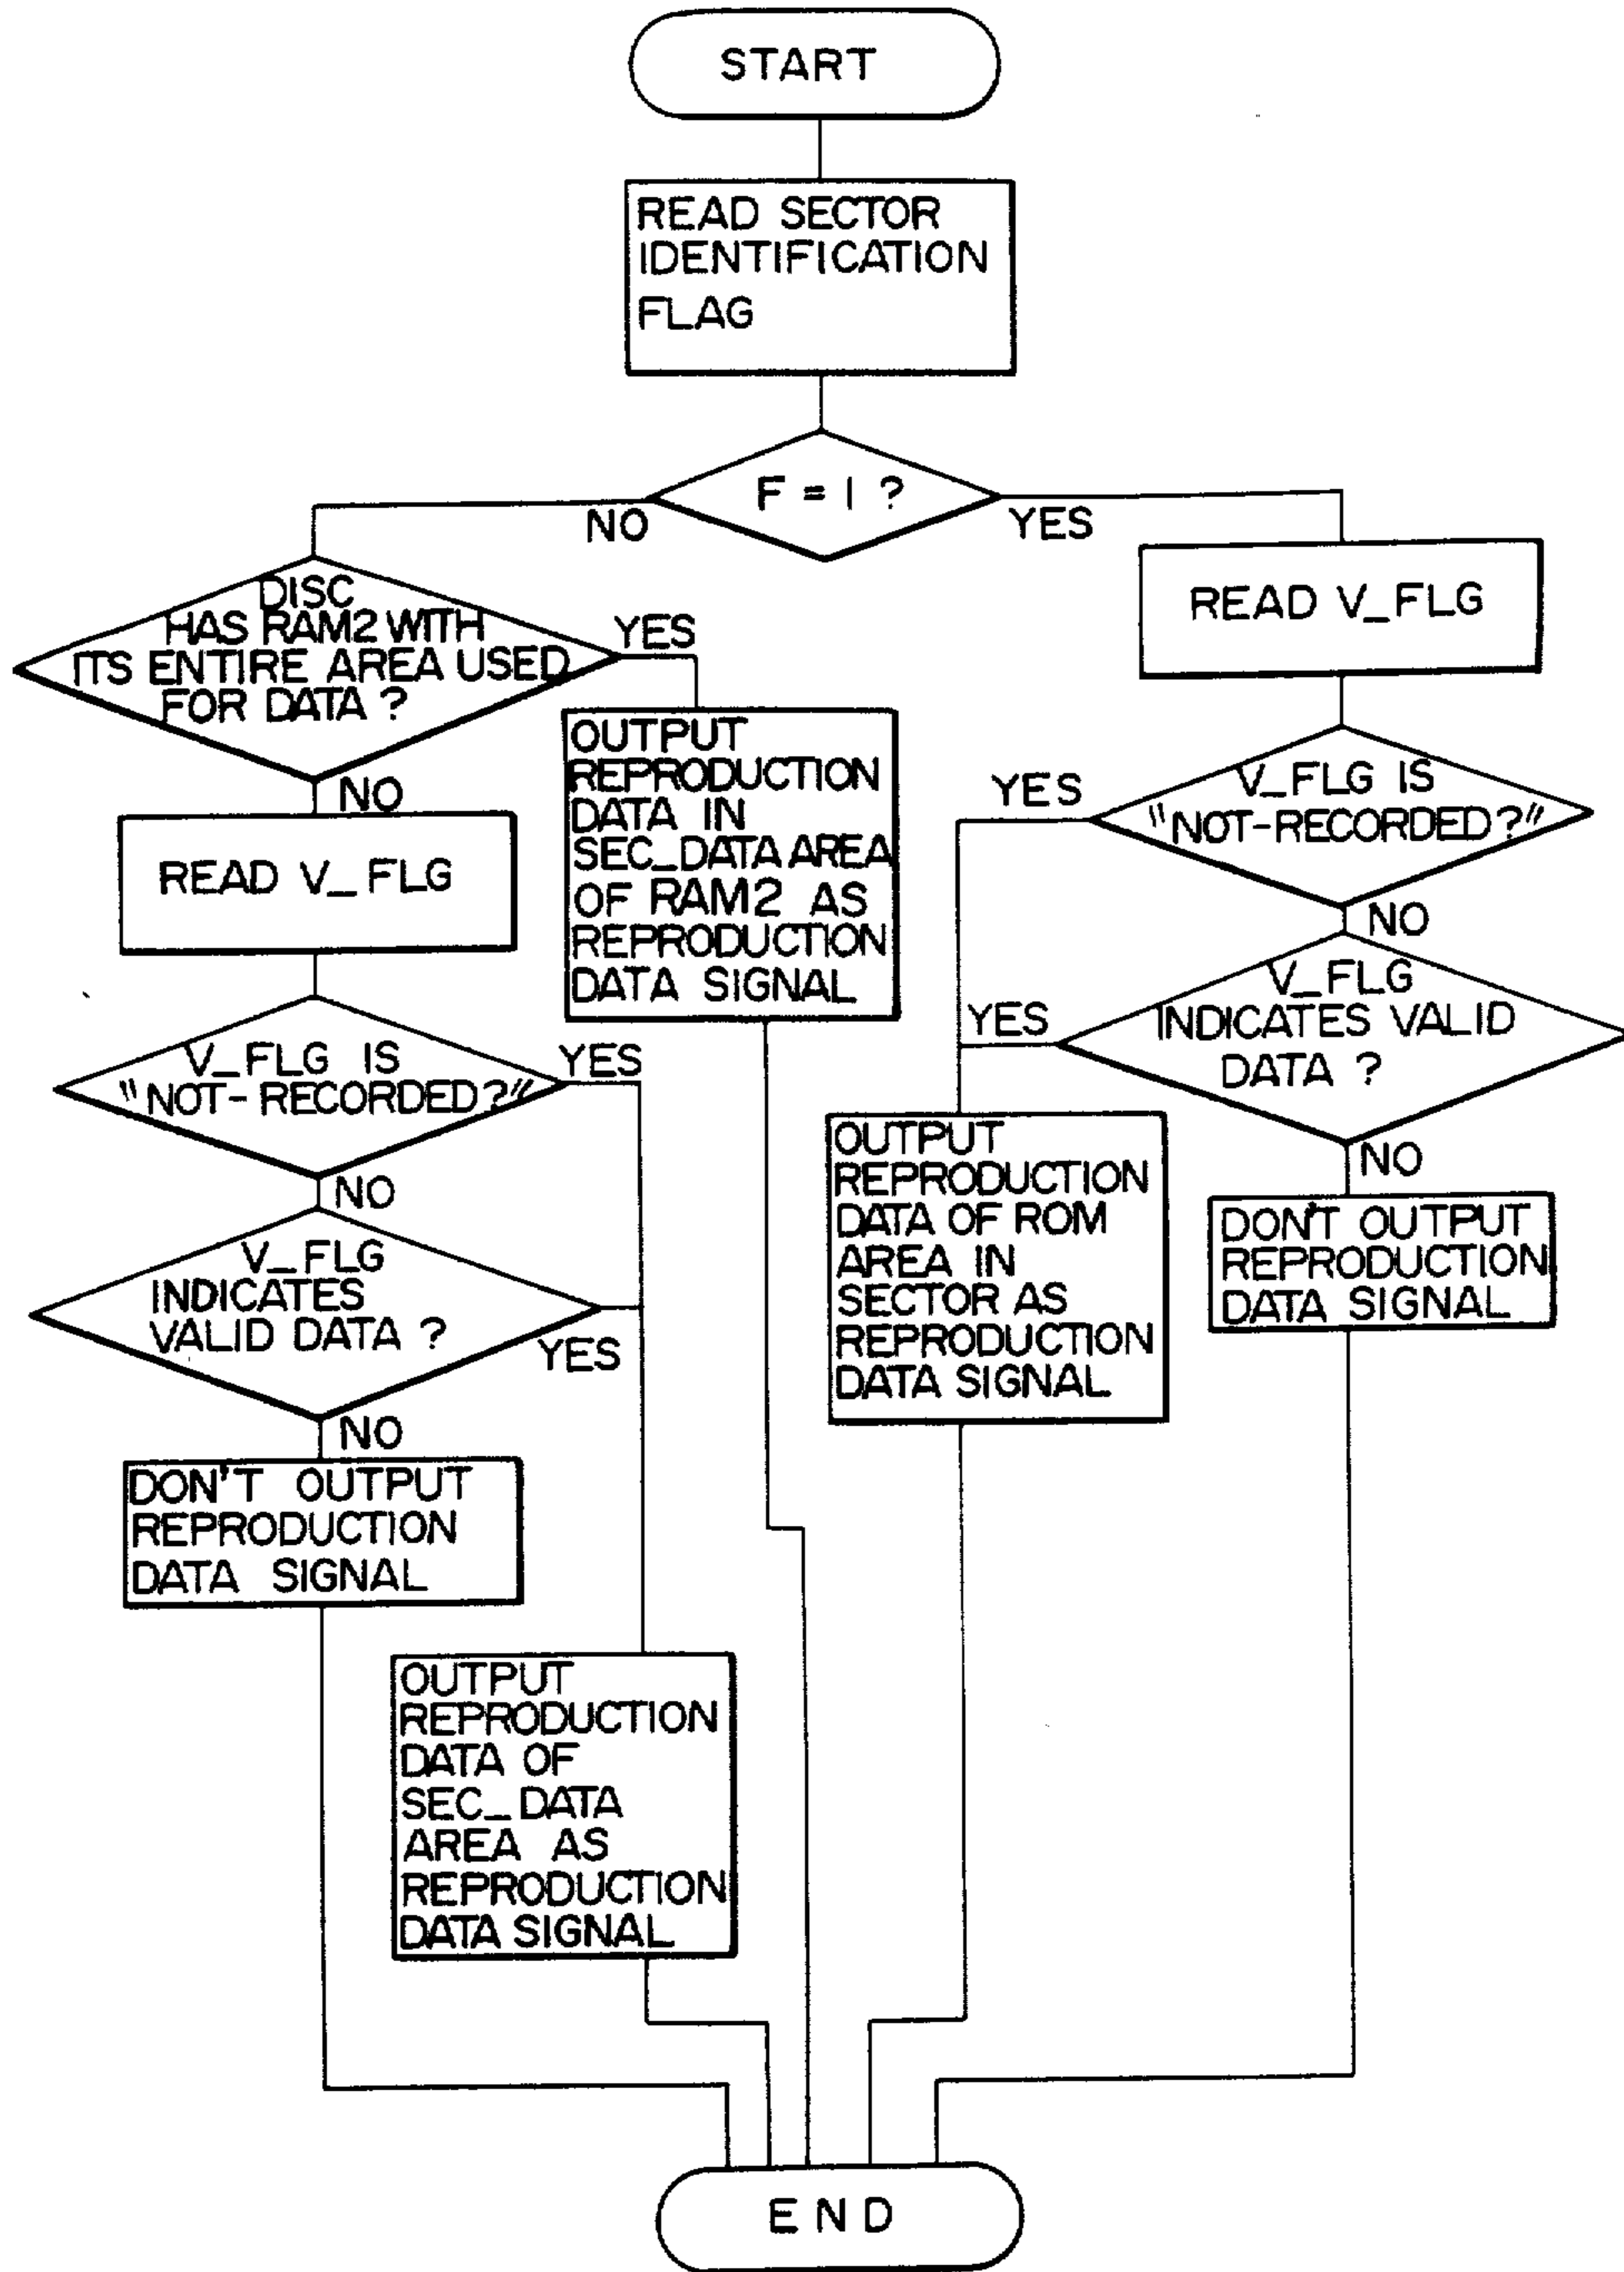 START
READ SECTOR
IDENTIFICATION
FLAG
F = 1 ?
NO
YES
DISC
HAS RAM2 WITH
ITS ENTIRE AREA USED
FOR DATA ?
YES
NO
READ V_FLG
OUTPUT
REPRODUCTION
DATA IN
SEC_DATA AREA
OF RAM2 AS
REPRODUCTION
DATA SIGNAL
V_FLG IS
"NOT-RECORDED?"
YES
NO
V_FLG
INDICATES
VALID DATA ?
YES
NO
DON'T OUTPUT
REPRODUCTION
DATA SIGNAL
OUTPUT
REPRODUCTION
DATA OF
SEC_DATA
AREA AS
REPRODUCTION
DATA SIGNAL
READ V_FLG
V_FLG IS
"NOT-RECORDED?"
YES
NO
V_FLG
INDICATES VALID
DATA ?
YES
NO
OUTPUT
REPRODUCTION
DATA OF ROM
AREA IN
SECTOR AS
REPRODUCTION
DATA SIGNAL
DON'T OUTPUT
REPRODUCTION
DATA SIGNAL
END